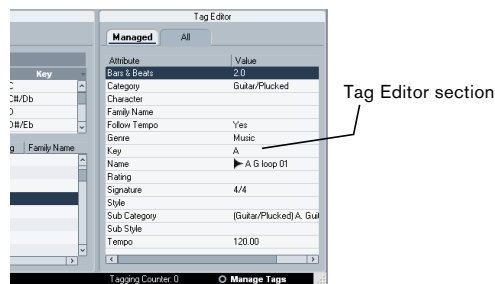 Tag Editor
Managed All
Attribute Value
Key
Bars & Beats 2.0
Category Guitar/Plucked
C#/Db
Character
Family Name
D#/Eb
Follow Tempo Yes
Genre Music
Family Name
Key A
Name A G loop 01
Rating
Signature 4/4
Style
Sub Category (Guitar/Plucked) A. Guit
Sub Style
Tempo 120.00
Tagging Counter: 0 Manage Tags
Tag Editor section